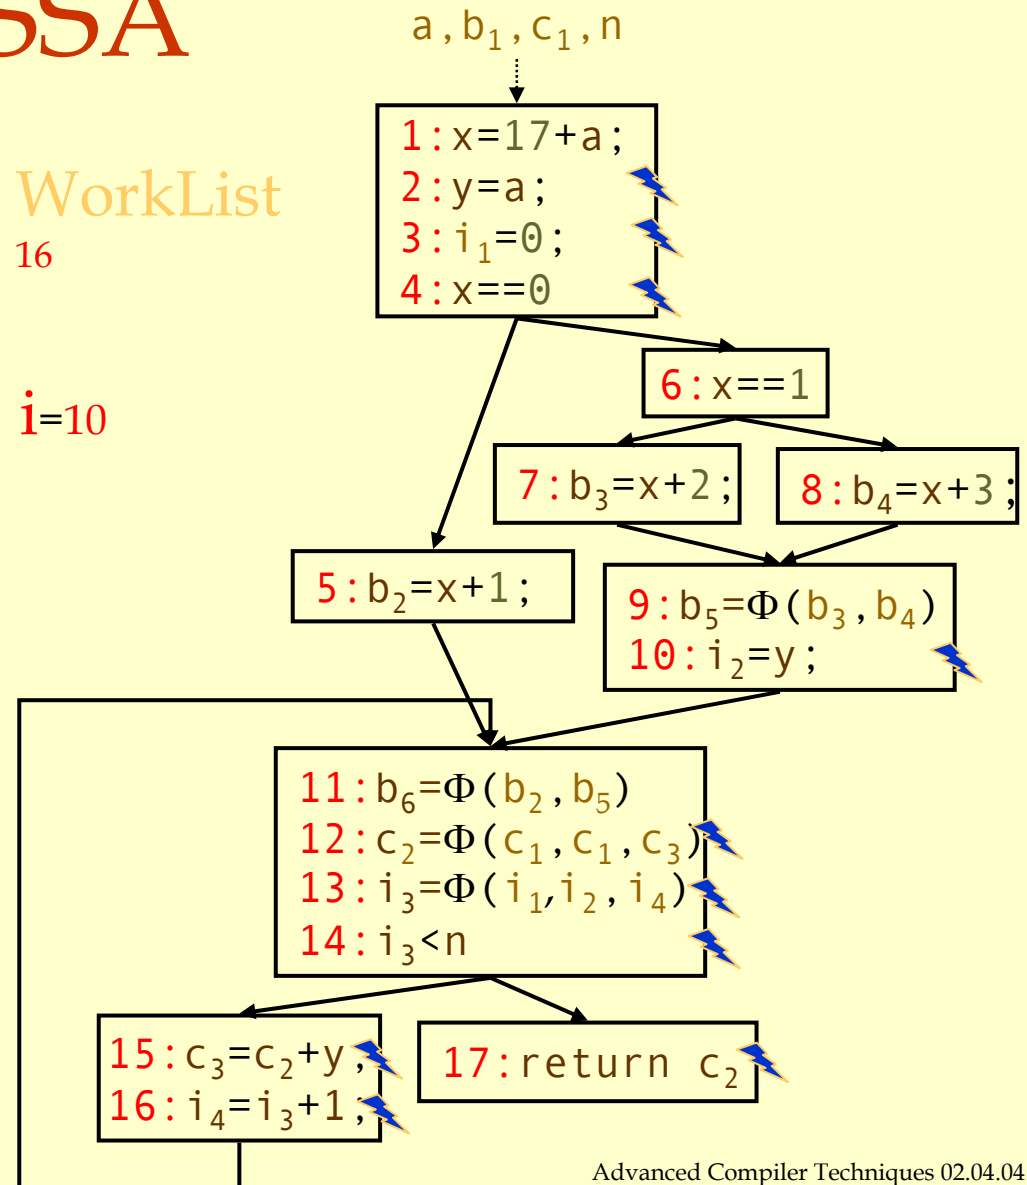 SSA
a,b₁,c₁,n
WorkList
16
i=10
1:x=17+a;
2:y=a;
3:i₁=0;
4:x==0
6:x==1
7:b₃=x+2;
8:b₄=x+3;
5:b₂=x+1;
9:b₅=Φ(b₃,b₄)
10:i₂=y;
11:b₆=Φ(b₂,b₅)
12:c₂=Φ(c₁,c₁,c₃)
13:i₃=Φ(i₁,i₂,i₄)
14:i₃<n
15:c₃=c₂+y;
16:i₄=i₃+1;
17:return c₂
Advanced Compiler Techniques 02.04.04